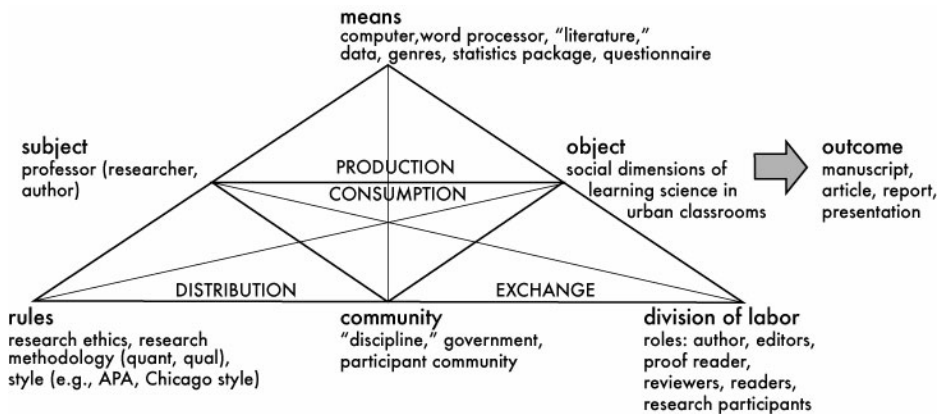 means
computer,word processor, “literature,”
data, genres, statistics package, questionnaire
subject
professor (researcher,
author)
PRODUCTION
CONSUMPTION
object
social dimensions of
learning science in
urban classrooms
outcome
manuscript,
article, report,
presentation
DISTRIBUTION
EXCHANGE
rules
research ethics, research
methodology (quant, qual),
style (e.g., APA, Chicago style)
community
“discipline,” government,
participant community
division of labor
roles: author, editors,
proof reader,
reviewers, readers,
research participants